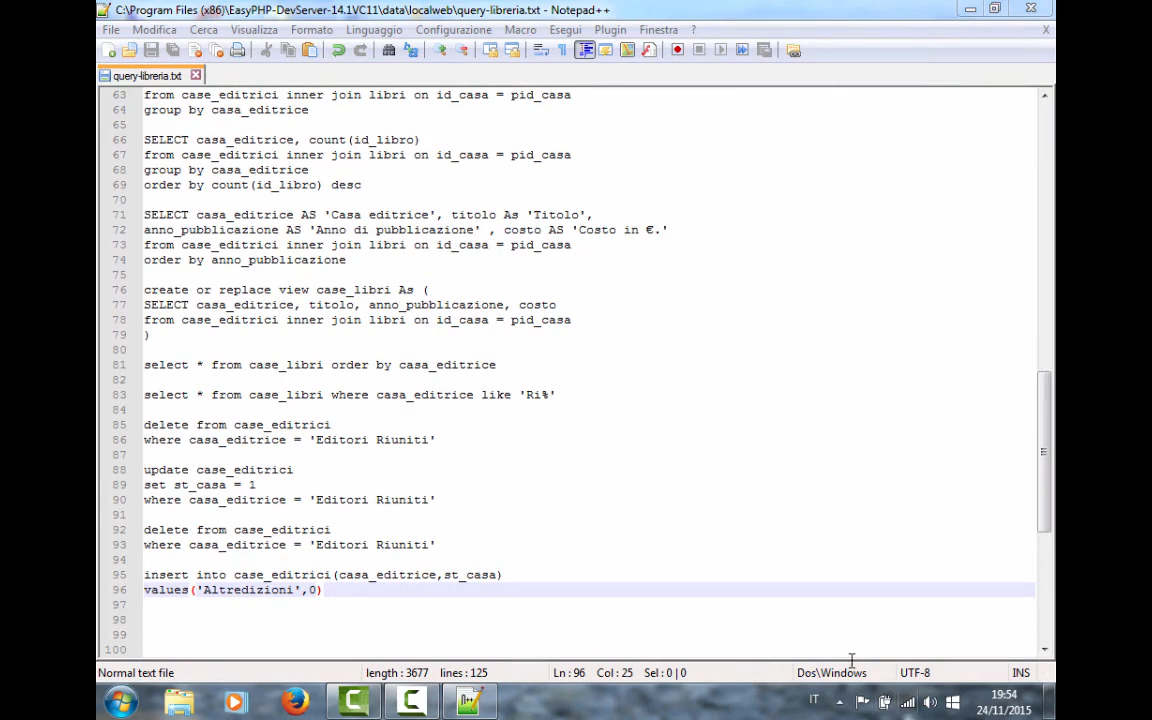 C:\Program Files (x86)\EasyPHP-DevServer-14.1VC11\data\localweb\query-libreria.txt - Notepad++
File Modifica Cerca Visualizza Formato Linguaggio Configurazione Macro Esegui Plugin Finestra ? X
query-libreria.txt
63 from case_editrici inner join libri on id_casa = pid_casa
64 group by casa_editrice
65
66 SELECT casa_editrice, count(id_libro)
67 from case_editrici inner join libri on id_casa = pid_casa
68 group by casa_editrice
69 order by count(id_libro) desc
70
71 SELECT casa_editrice AS 'Casa editrice', titolo As 'Titolo',
72 anno_pubblicazione AS 'Anno di pubblicazione' , costo AS 'Costo in €.'
73 from case_editrici inner join libri on id_casa = pid_casa
74 order by anno_pubblicazione
75
76 create or replace view case_libri As (
77 SELECT casa_editrice, titolo, anno_pubblicazione, costo
78 from case_editrici inner join libri on id_casa = pid_casa
79 )
80
81 select * from case_libri order by casa_editrice
82
83 select * from case_libri where casa_editrice like 'Ri%'
84
85 delete from case_editrici
86 where casa_editrice = 'Editori Riuniti'
87
88 update case_editrici
89 set st_casa = 1
90 where casa_editrice = 'Editori Riuniti'
91
92 delete from case_editrici
93 where casa_editrice = 'Editori Riuniti'
94
95 insert into case_editrici(casa_editrice,st_casa)
96 values('Altredizioni',0)
97
98
99
100
Normal text file length : 3677 lines : 125 Ln : 96 Col : 25 Sel : 0 | 0 Dos\Windows UTF-8 INS
IT 19:54
24/11/2015